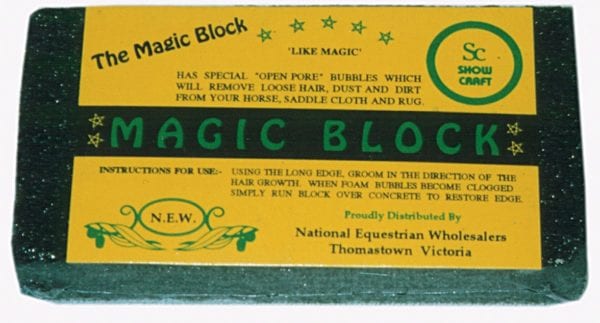 The Magic Block
'LIKE MAGIC'
HAS SPECIAL "OPEN PORE" BUBBLES WHICH
WILL REMOVE LOOSE HAIR, DUST AND DIRT
FROM YOUR HORSE, SADDLE CLOTH AND RUG.
Sc
SHOW
CRAFT
MAGIC BLOCK
INSTRUCTIONS FOR USE:- USING THE LONG EDGE, GROOM IN THE DIRECTION OF THE
HAIR GROWTH. WHEN FOAM BUBBLES BECOME CLOGGED
SIMPLY RUN BLOCK OVER CONCRETE TO RESTORE EDGE.
N.E.W.
Proudly Distributed By
National Equestrian Wholesalers
Thomastown Victoria